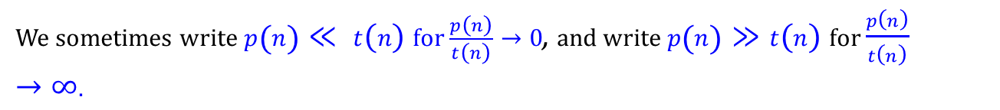 We sometimes write p(n) ≪ t(n) for p(n)/t(n) → 0, and write p(n) ≫ t(n) for p(n)/t(n)
→ ∞.